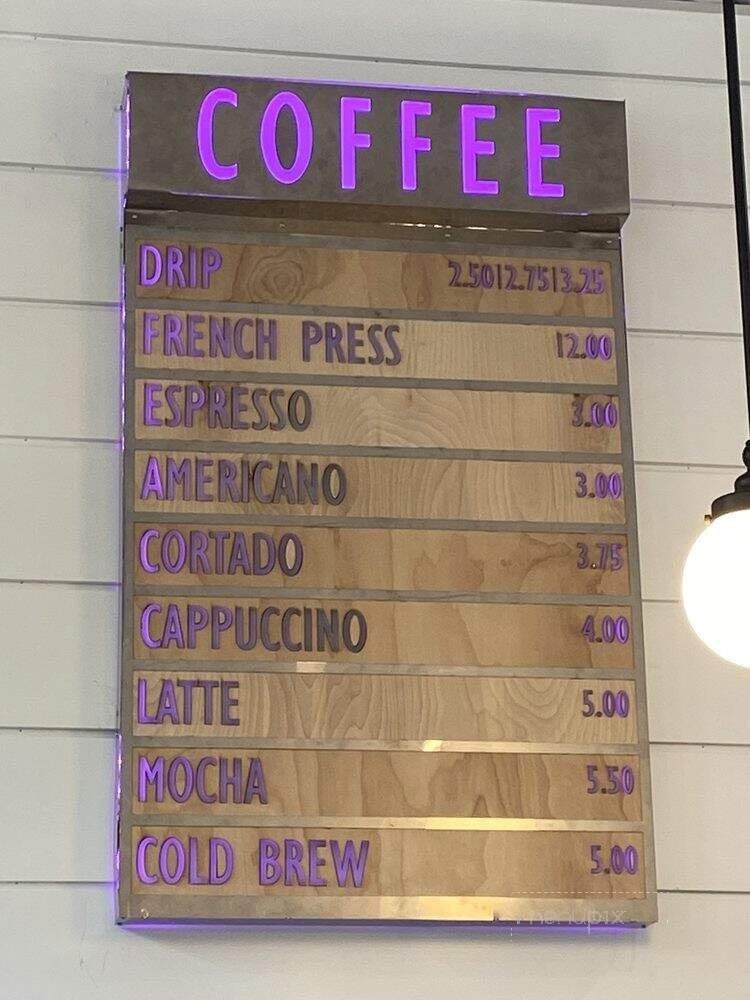 COFFEE
DRIP 2.50|2.75|3.25
FRENCH PRESS 12.00
ESPRESSO 3.00
AMERICANO 3.00
CORTADO 3.75
CAPPUCCINO 4.00
LATTE 5.00
MOCHA 5.50
COLD BREW 5.00
menupix